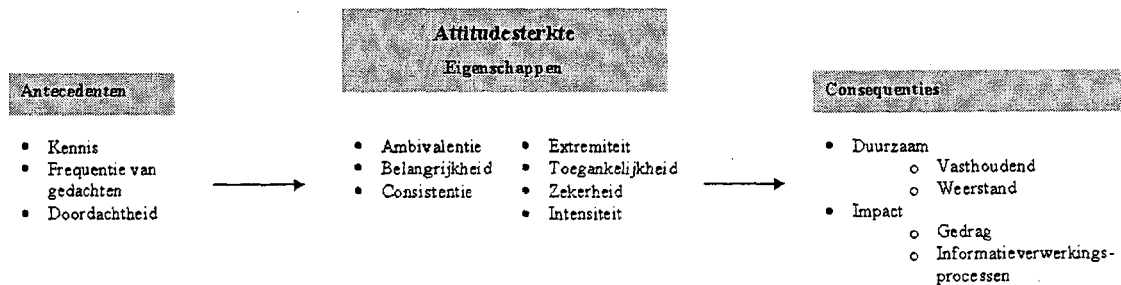 Antecedenten
• Kennis
• Frequentie van
gedachten
• Doordachtheid
Attitudesterkte
Eigenschappen
• Ambivalentie
• Belangrijkheid
• Consistentie
• Extremiteit
• Toegankelijkheid
• Zekerheid
• Intensiteit
Consequenties
• Duurzaam
o Vasthoudend
o Weerstand
• Impact
o Gedrag
o Informatieverwerkings-
processen